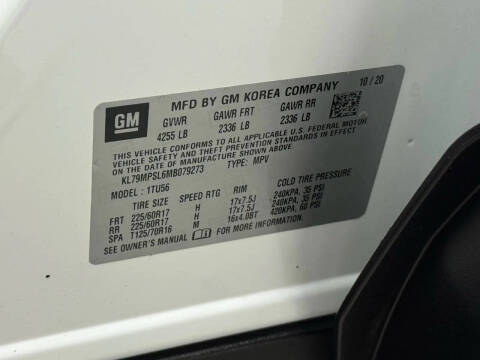 GM
MFD BY GM KOREA COMPANY 10/20
GVWR GAWR FRT GAWR RR
4255 LB 2336 LB 2336 LB
THIS VEHICLE CONFORMS TO ALL APPLICABLE U.S. FEDERAL MOTOR
VEHICLE SAFETY, BUMPER, AND THEFT PREVENTION STANDARDS IN EFFECT
ON THE DATE OF MANUFACTURE SHOWN ABOVE.
KL79MPSL6MB079273 TYPE: MPV
MODEL: 1TU56
TIRE SIZE SPEED RTG RIM COLD TIRE PRESSURE
FRT 225/60R17 H 17x7.5J 240KPA, 35 PSI
RR 225/60R17 H 17x7.5J 240KPA, 35 PSI
SPA T125/70R16 M 16x4.0BT 420KPA, 60 PSI
SEE OWNER'S MANUAL FOR MORE INFORMATION.